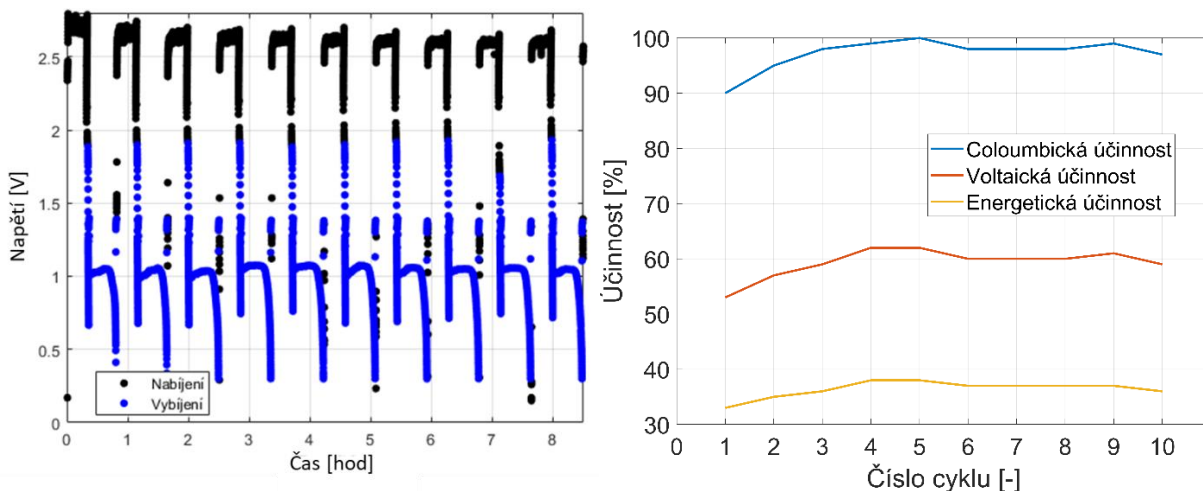 Napětí [V]
2.5
2
1.5
1
0.5
0
Nabíjení
Vybíjení
0 1 2 3 4 5 6 7 8
Čas [hod]
Účinnost [%]
100
90
80
70
60
50
40
30
Coloumbická účinnost
Voltaická účinnost
Energetická účinnost
0 1 2 3 4 5 6 7 8 9 10
Číslo cyklu [-]